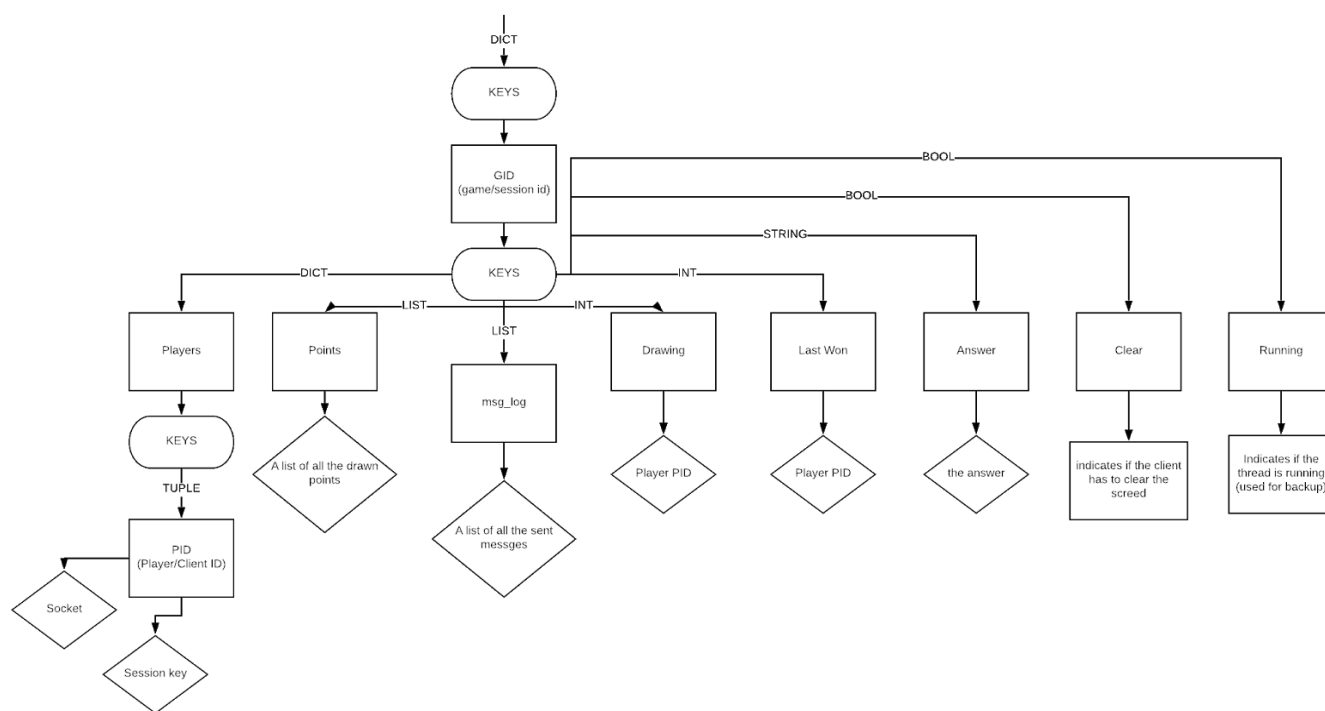 DICT
KEYS
GID
(game/session id)
BOOL
BOOL
STRING
KEYS
DICT
INT
LIST
INT
LIST
Players
Points
msg_log
Drawing
Last Won
Answer
Clear
Running
KEYS
A list of all the drawn
points
Player PID
Player PID
the answer
indicates if the client
has to clear the
screed
Indicates if the
thread is running
(used for backup)
TUPLE
A list of all the sent
messges
PID
(Player/Client ID)
Socket
Session key